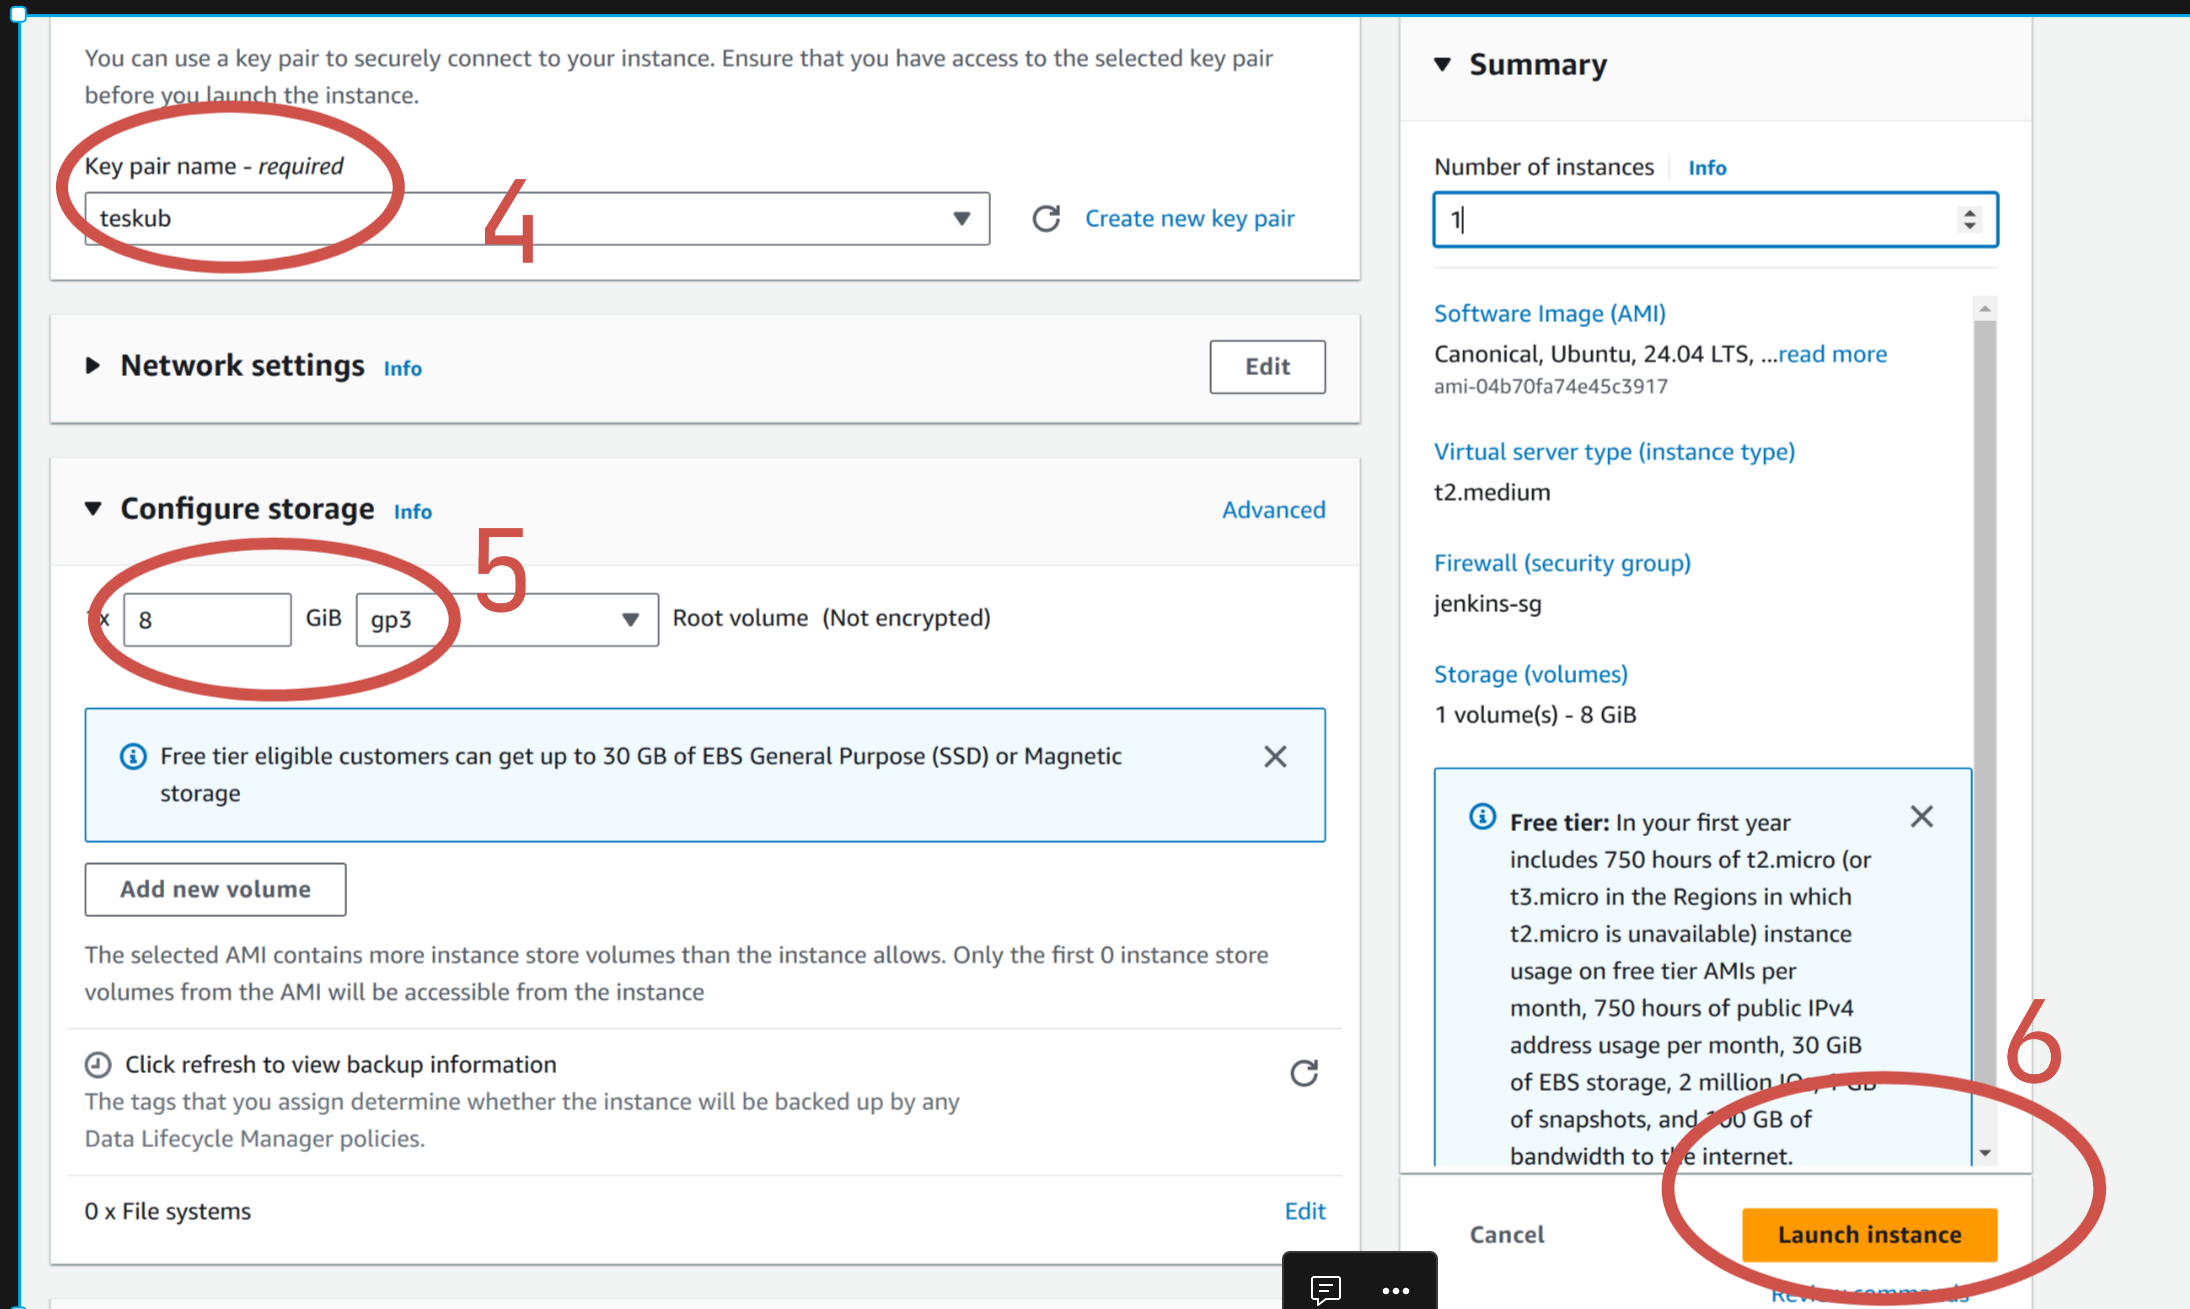 You can use a key pair to securely connect to your instance. Ensure that you have access to the selected key pair
before you launch the instance.
Key pair name - required
teskub
4
Create new key pair
Network settings Info
Edit
Configure storage Info
Advanced
5
x 8 GiB gp3 Root volume (Not encrypted)
Free tier eligible customers can get up to 30 GB of EBS General Purpose (SSD) or Magnetic
storage
Add new volume
The selected AMI contains more instance store volumes than the instance allows. Only the first 0 instance store
volumes from the AMI will be accessible from the instance
Click refresh to view backup information
The tags that you assign determine whether the instance will be backed up by any
Data Lifecycle Manager policies.
0 x File systems
Edit
Summary
Number of instances Info
1
Software Image (AMI)
Canonical, Ubuntu, 24.04 LTS, ...read more
ami-04b70fa74e45c3917
Virtual server type (instance type)
t2.medium
Firewall (security group)
jenkins-sg
Storage (volumes)
1 volume(s) - 8 GiB
Free tier: In your first year
includes 750 hours of t2.micro (or
t3.micro in the Regions in which
t2.micro is unavailable) instance
usage on free tier AMIs per
month, 750 hours of public IPv4
address usage per month, 30 GiB
of EBS storage, 2 million IOs, 1 GB
of snapshots, and 100 GB of
bandwidth to the internet.
6
Cancel
Launch instance
Review commands